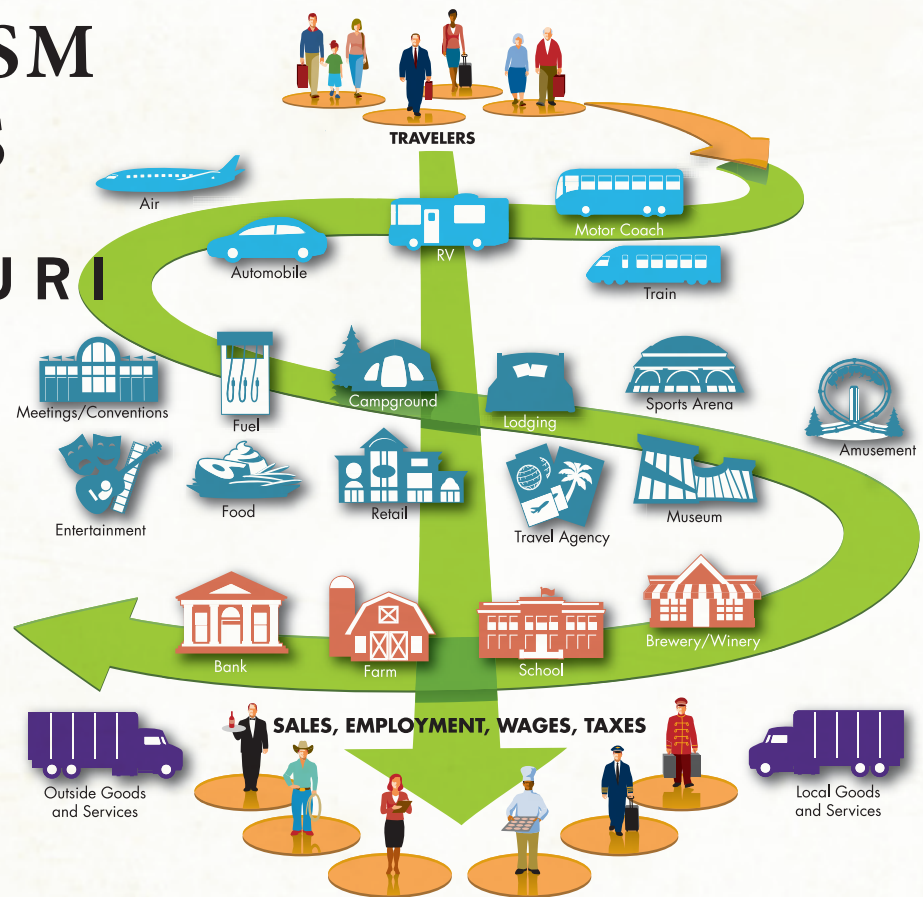 SM
S
URI
TRAVELERS
Air
Automobile
RV
Motor Coach
Train
Meetings/Conventions
Fuel
Campground
Lodging
Sports Arena
Amusement
Entertainment
Food
Retail
Travel Agency
Museum
Bank
Farm
School
Brewery/Winery
SALES, EMPLOYMENT, WAGES, TAXES
Outside Goods
and Services
Local Goods
and Services